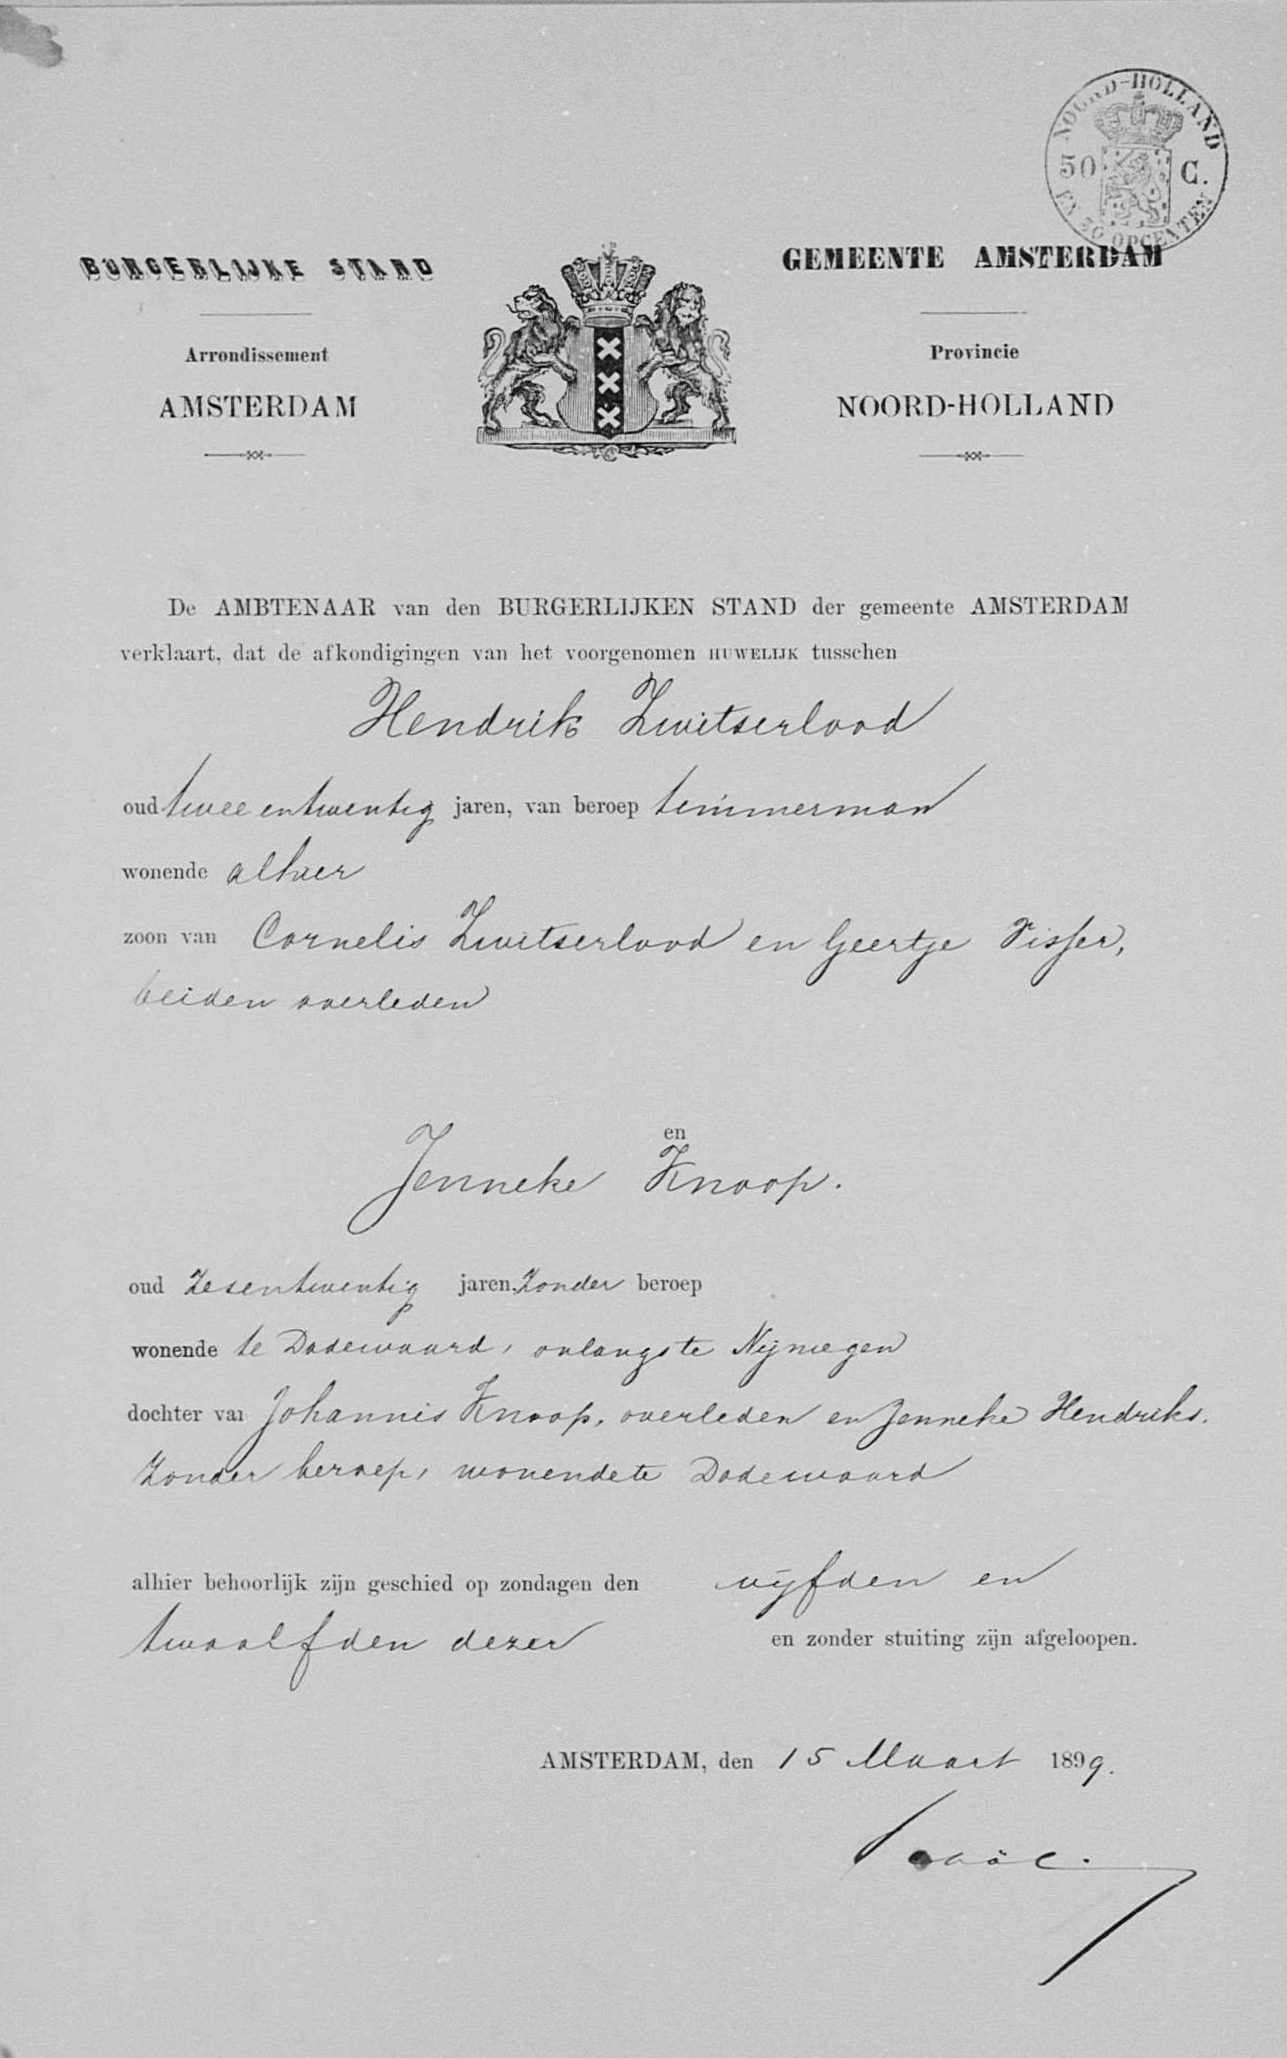 NOORD-HOLLAND
50 C.
EN 50 OPCENTEN
BURGERLIJKE STAND
GEMEENTE AMSTERDAM
Arrondissement
Provincie
AMSTERDAM
NOORD-HOLLAND
De AMBTENAAR van den BURGERLIJKEN STAND der gemeente AMSTERDAM
verklaart, dat de afkondigingen van het voorgenomen HUWELIJK tusschen
Hendrik Zwitserlood
oud twee entwentig jaren, van beroep timmerman
wonende alhier
zoon van Cornelis Zwitserlood en Geertje Visser,
beiden overleden
en
Jenneke Knoop.
oud Zesentwentig jaren, Zonder beroep
wonende te Dodewaard, onlangs te Nijmegen
dochter van Johannis Knoop, overleden en Jenneke Hendriks.
Zonder beroep, wonende te Dodewaard
alhier behoorlijk zijn geschied op zondagen den vijfden en
twaalfden dezer en zonder stuiting zijn afgeloopen.
AMSTERDAM, den 15 Maart 1899.